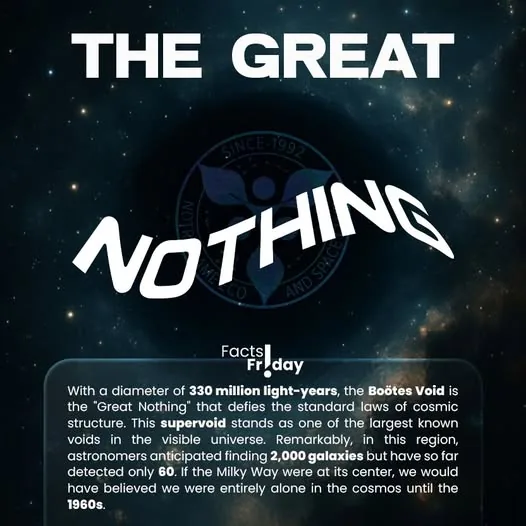 THE GREAT
SINCE-1992
NOTHING
AND SPACE
Facts
Fr!day
With a diameter of 330 million light-years, the Boötes Void is
the "Great Nothing" that defies the standard laws of cosmic
structure. This supervoid stands as one of the largest known
voids in the visible universe. Remarkably, in this region,
astronomers anticipated finding 2,000 galaxies but have so far
detected only 60. If the Milky Way were at its center, we would
have believed we were entirely alone in the cosmos until the
1960s.